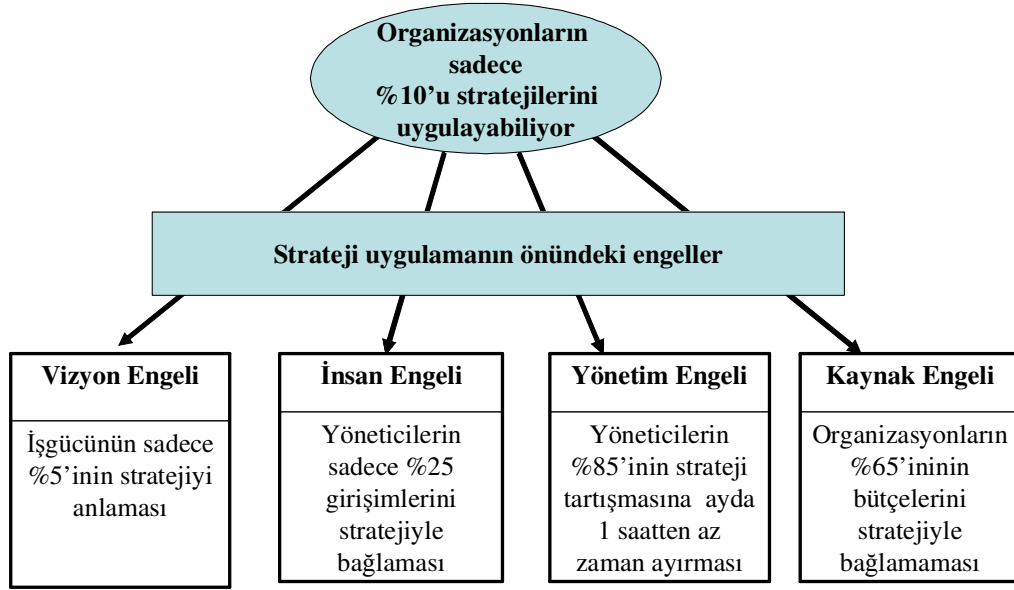 Organizasyonların
sadece
%10’u stratejilerini
uygulayabiliyor
Strateji uygulamanın önündeki engeller
Vizyon Engeli
İşgücünün sadece
%5’inin stratejiyi
anlaması
İnsan Engeli
Yöneticilerin
sadece %25
girişimlerini
stratejiyle
bağlaması
Yönetim Engeli
Yöneticilerin
%85’inin strateji
tartışmasına ayda
1 saatten az
zaman ayırması
Kaynak Engeli
Organizasyonların
%65’ininin
bütçelerini
stratejiyle
bağlamaması